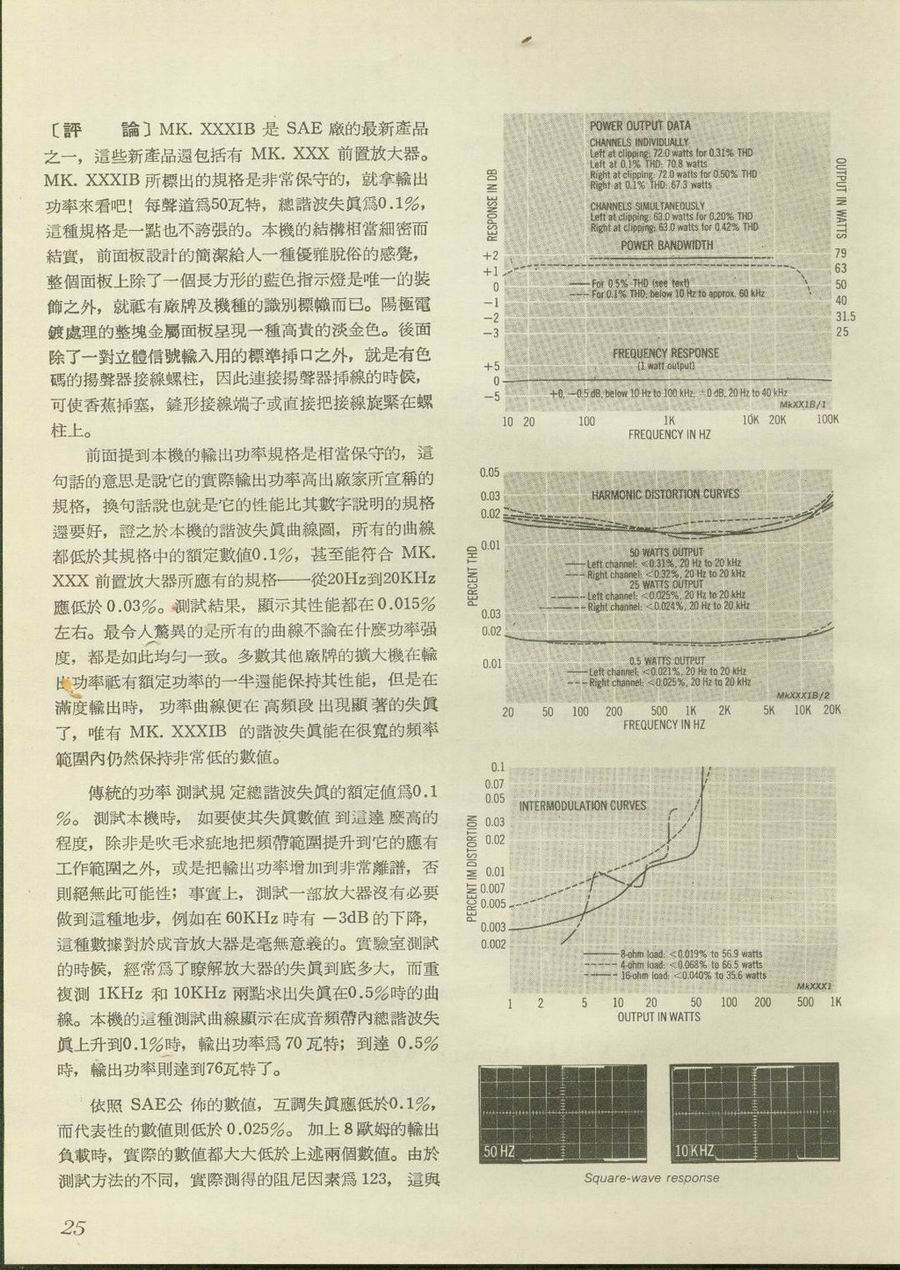 〔評　　論〕MK. XXXIB 是 SAE 廠的最新產品
之一，這些新產品還包括有 MK. XXX 前置放大器。
MK. XXXIB 所標出的規格是非常保守的，就拿輸出
功率來看吧！每聲道爲50瓦特，總諧波失眞爲0.1%，
這種規格是一點也不誇張的。本機的結構相當細密而
結實，前面板設計的簡潔給人一種優雅脫俗的感覺，
整個面板上除了一個長方形的藍色指示燈是唯一的裝
飾之外，就祗有廠牌及機種的識別標幟而已。陽極電
鍍處理的整塊金屬面板呈現一種高貴的淡金色。後面
除了一對立體信號輸入用的標準揷口之外，就是有色
碼的揚聲器接線螺柱，因此連接揚聲器揷線的時候，
可使香蕉揷塞，鏟形接線端子或直接把接線旋緊在螺
柱上。
前面提到本機的輸出功率規格是相當保守的，這
句話的意思是說它的實際輸出功率高出廠家所宣稱的
規格，換句話說也就是它的性能比其數字說明的規格
還要好，證之於本機的諧波失眞曲線圖，所有的曲線
都低於其規格中的額定數値0.1%，甚至能符合 MK.
XXX 前置放大器所應有的規格——從20Hz到20KHz
應低於 0.03%。測試結果，顯示其性能都在 0.015%
左右。最令人驚異的是所有的曲線不論在什麼功率强
度，都是如此均勻一致。多數其他廠牌的擴大機在輸
出功率祗有額定功率的一半還能保持其性能，但是在
滿度輸出時，功率曲線便在高頻段出現顯著的失眞
了，唯有 MK. XXXIB 的諧波失眞能在很寬的頻率
範圍內仍然保持非常低的數値。
傳統的功率測試規定總諧波失眞的額定値爲0.1
%。測試本機時，如要使其失眞數値到這達麼高的
程度，除非是吹毛求疵地把頻帶範圍提升到它的應有
工作範圍之外，或是把輸出功率增加到非常離譜，否
則絕無此可能性；事實上，測試一部放大器沒有必要
做到這種地步，例如在 60KHz 時有 －3dB 的下降，
這種數據對於成音放大器是毫無意義的。實驗室測試
的時候，經常爲了瞭解放大器的失眞到底多大，而重
複測 1KHz 和 10KHz 兩點求出失眞在0.5%時的曲
線。本機的這種測試曲線顯示在成音頻帶內總諧波失
眞上升到0.1%時，輸出功率爲 70 瓦特；到達 0.5%
時，輸出功率則達到76瓦特了。
依照 SAE公佈的數値，互調失眞應低於0.1%，
而代表性的數値則低於 0.025%。加上 8 歐姆的輸出
負載時，實際的數値都大大低於上述兩個數値。由於
測試方法的不同，實際測得的阻尼因素爲 123，這與
25
POWER OUTPUT DATA
CHANNELS INDIVIDUALLY
Left at clipping: 72.0 watts for 0.31% THD
Left at 0.1% THD: 70.8 watts
Right at clipping: 72.0 watts for 0.50% THD
Right at 0.1% THD: 67.3 watts
CHANNELS SIMULTANEOUSLY
Left at clipping: 63.0 watts for 0.20% THD
Right at clipping: 63.0 watts for 0.42% THD
POWER BANDWIDTH
RESPONSE IN DB
OUTPUT IN WATTS
+2 79
+1 63
0 50
−1 40
−2 31.5
−3 25
For 0.5% THD (see text)
For 0.1% THD; below 10 Hz to approx. 60 kHz
FREQUENCY RESPONSE
(1 watt output)
+5
0
−5
+0, −0.5 dB, below 10 Hz to 100 kHz, ±0 dB, 20 Hz to 40 kHz
MkXX1B/1
10 20 100 1K 10K 20K 100K
FREQUENCY IN HZ
HARMONIC DISTORTION CURVES
PERCENT THD
0.05
0.03
0.02
0.01
0.03
0.02
0.01
50 WATTS OUTPUT
Left channel: <0.31%, 20 Hz to 20 kHz
Right channel: <0.32%, 20 Hz to 20 kHz
25 WATTS OUTPUT
Left channel: <0.025%, 20 Hz to 20 kHz
Right channel: <0.024%, 20 Hz to 20 kHz
0.5 WATTS OUTPUT
Left channel: <0.021%, 20 Hz to 20 kHz
Right channel: <0.025%, 20 Hz to 20 kHz
MkXXX1B/2
20 50 100 200 500 1K 2K 5K 10K 20K
FREQUENCY IN HZ
INTERMODULATION CURVES
PERCENT IM DISTORTION
0.1
0.07
0.05
0.03
0.02
0.01
0.007
0.005
0.003
0.002
8-ohm load: <0.019% to 56.9 watts
4-ohm load: <0.068% to 66.5 watts
16-ohm load: <0.040% to 35.6 watts
MkXXX1
1 2 5 10 20 50 100 200 500 1K
OUTPUT IN WATTS
50 HZ
10 KHZ
Square-wave response